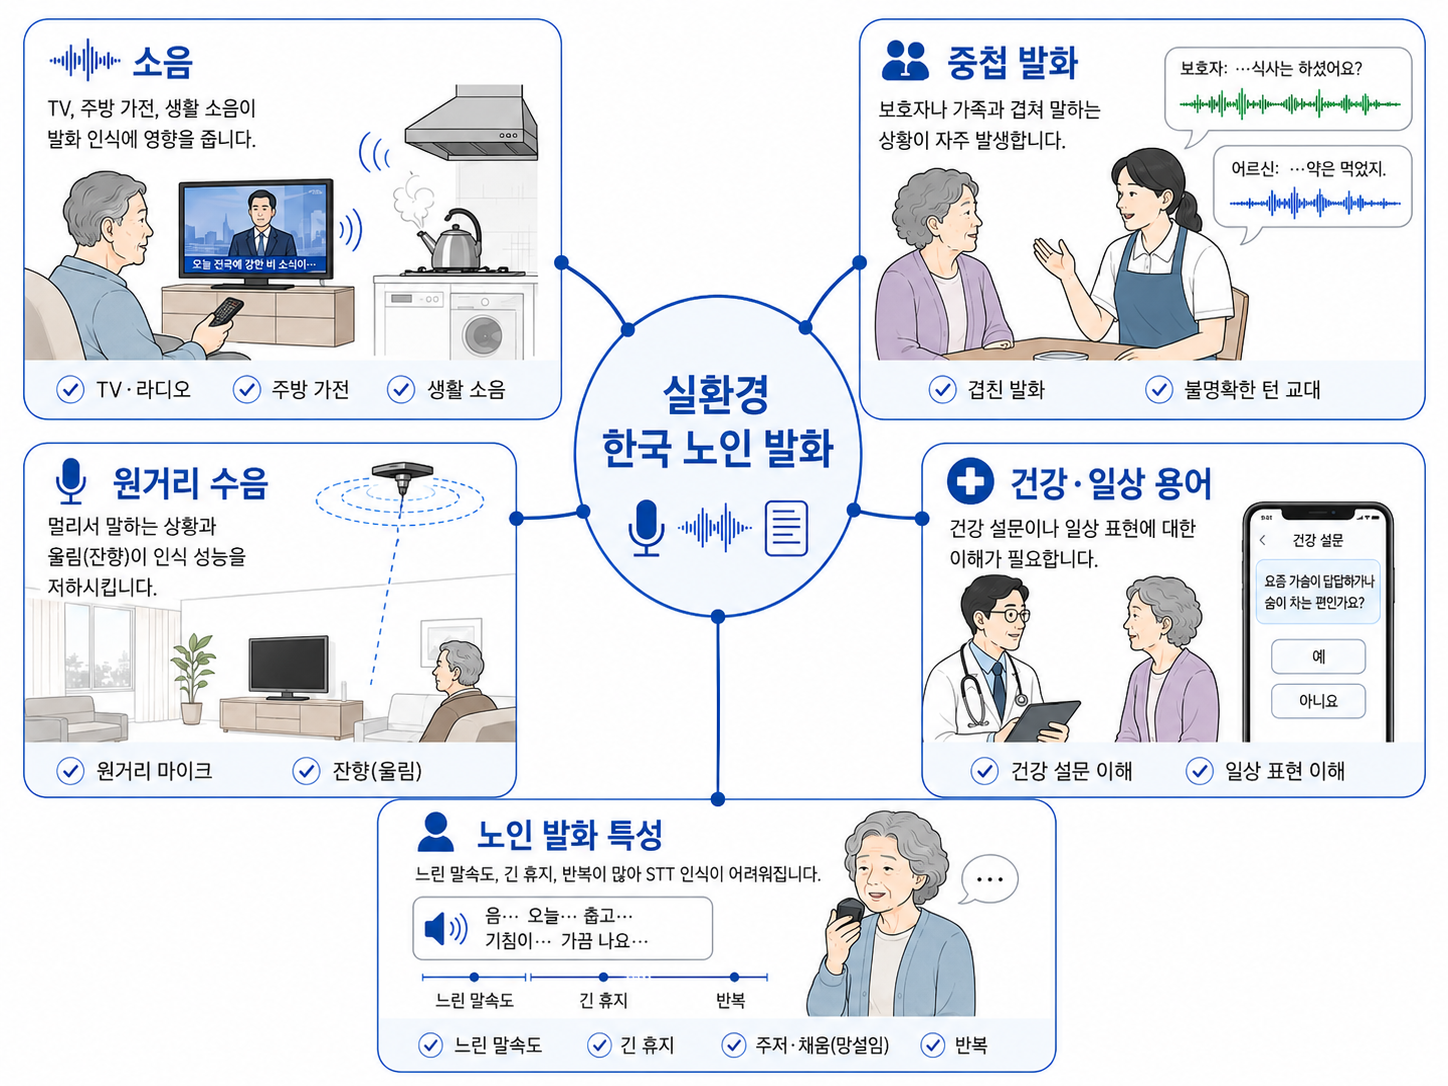 소음
TV, 주방 가전, 생활 소음이
발화 인식에 영향을 줍니다.
오늘 전국에 강한 비 소식이…
TV · 라디오
주방 가전
생활 소음
중첩 발화
보호자나 가족과 겹쳐 말하는
상황이 자주 발생합니다.
보호자: …식사는 하셨어요?
어르신: …약은 먹었지.
겹친 발화
불명확한 턴 교대
실환경
한국 노인 발화
원거리 수음
멀리서 말하는 상황과
울림(잔향)이 인식 성능을
저하시킵니다.
원거리 마이크
잔향(울림)
건강 · 일상 용어
건강 설문이나 일상 표현에 대한
이해가 필요합니다.
9:41
건강 설문
요즘 가슴이 답답하거나
숨이 차는 편인가요?
예
아니요
건강 설문 이해
일상 표현 이해
노인 발화 특성
느린 말속도, 긴 휴지, 반복이 많아 STT 인식이 어려워집니다.
음… 오늘… 춥고…
기침이… 가끔 나요…
느린 말속도
긴 휴지
반복
느린 말속도
긴 휴지
주저 · 채움(망설임)
반복